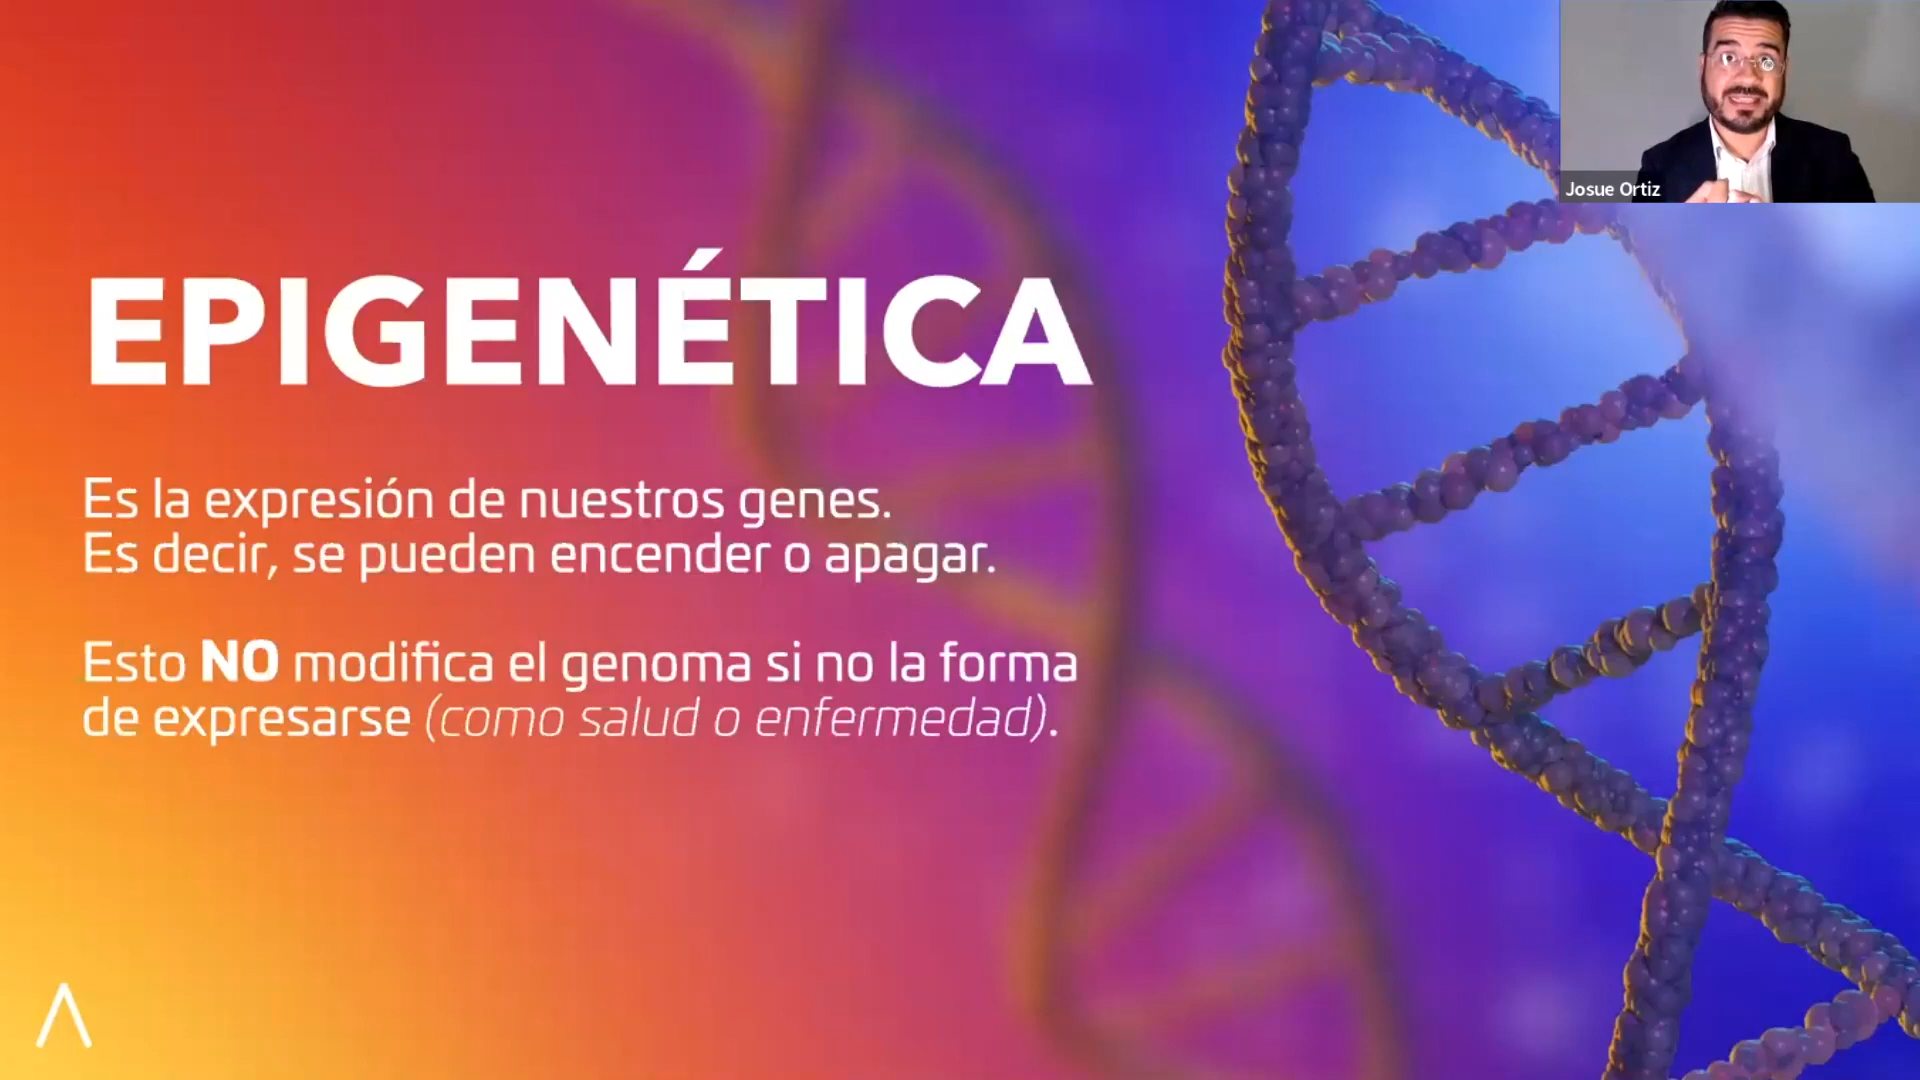 Josue Ortiz
EPIGENÉTICA
Es la expresión de nuestros genes.
Es decir, se pueden encender o apagar.
Esto NO modifica el genoma si no la forma
de expresarse (como salud o enfermedad).